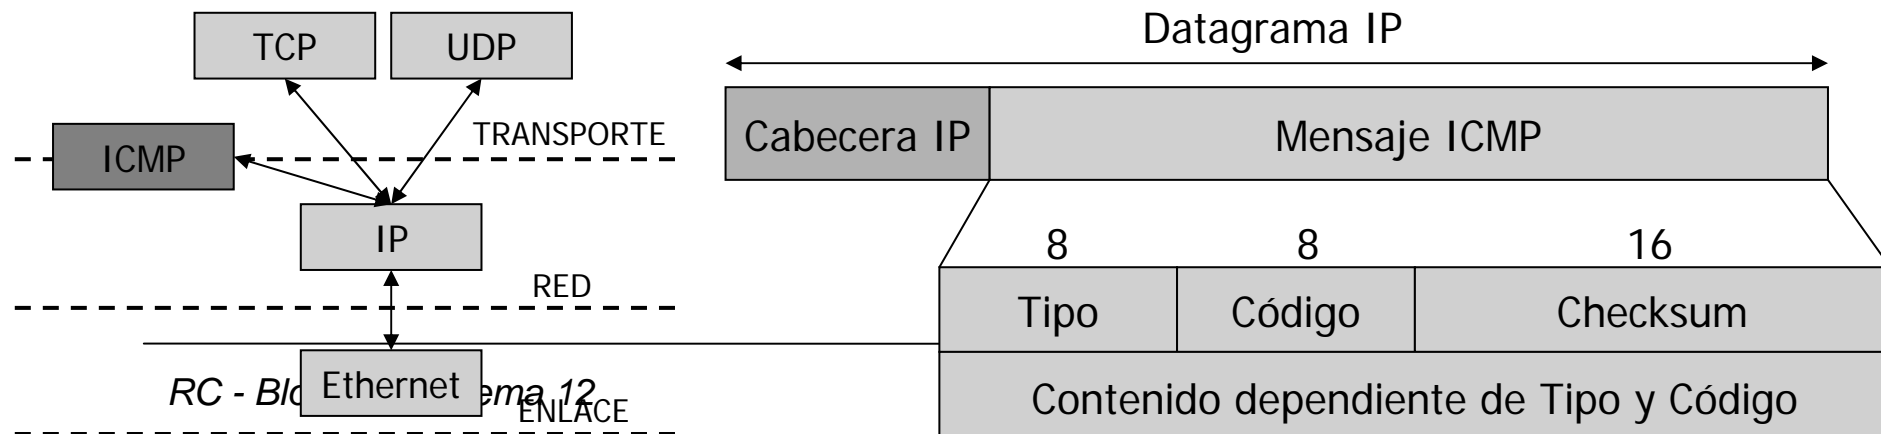 TCP
UDP
TRANSPORTE
ICMP
IP
RED
Ethernet
RC - Blo ema 12
ENLACE
Datagrama IP
Cabecera IP
Mensaje ICMP
8
8
16
Tipo
Código
Checksum
Contenido dependiente de Tipo y Código